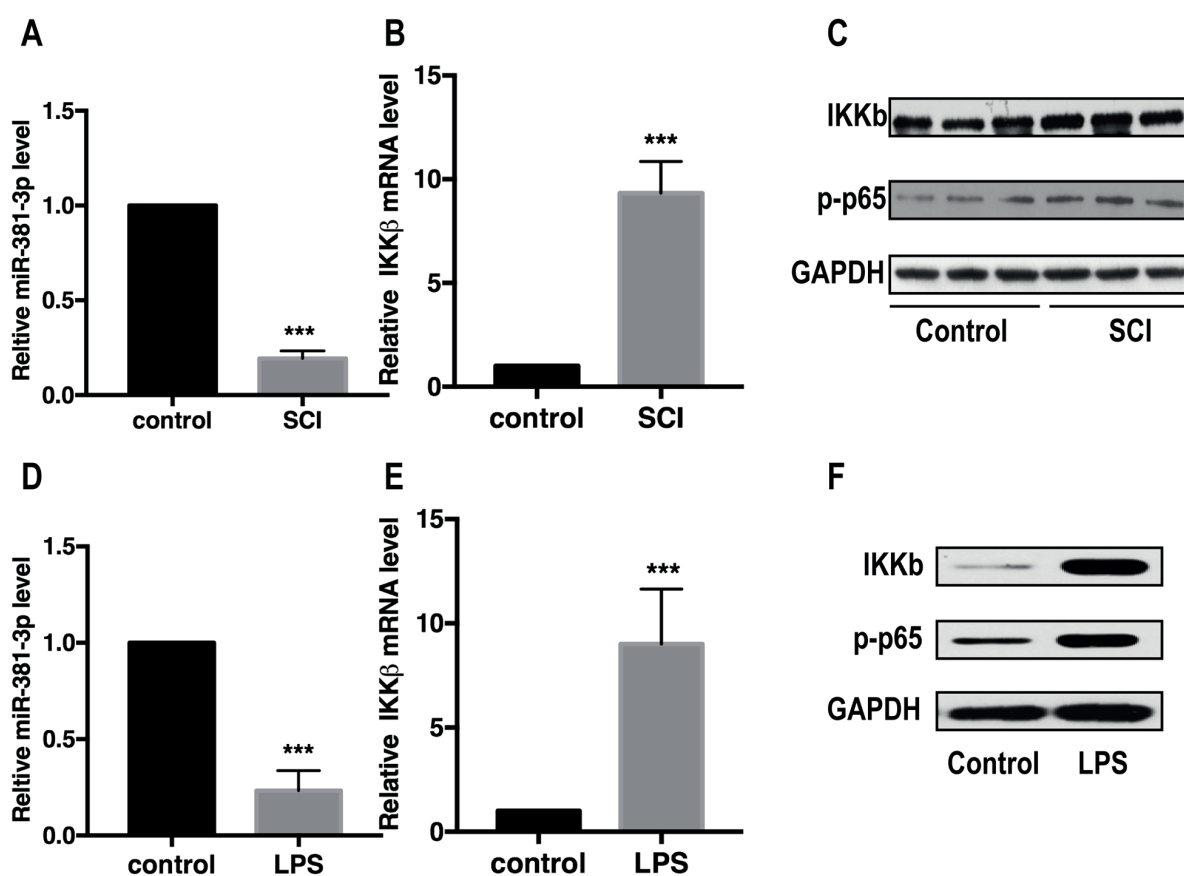 A
Reltive miR-381-3p level
1.5
1.0
0.5
0.0
***
control SCI
B
Relative IKKβ mRNA level
15
10
5
0
***
control SCI
C
IKKb
p-p65
GAPDH
Control SCI
D
Reltive miR-381-3p level
1.5
1.0
0.5
0.0
***
control LPS
E
Relative IKKβ mRNA level
15
10
5
0
***
control LPS
F
IKKb
p-p65
GAPDH
Control LPS